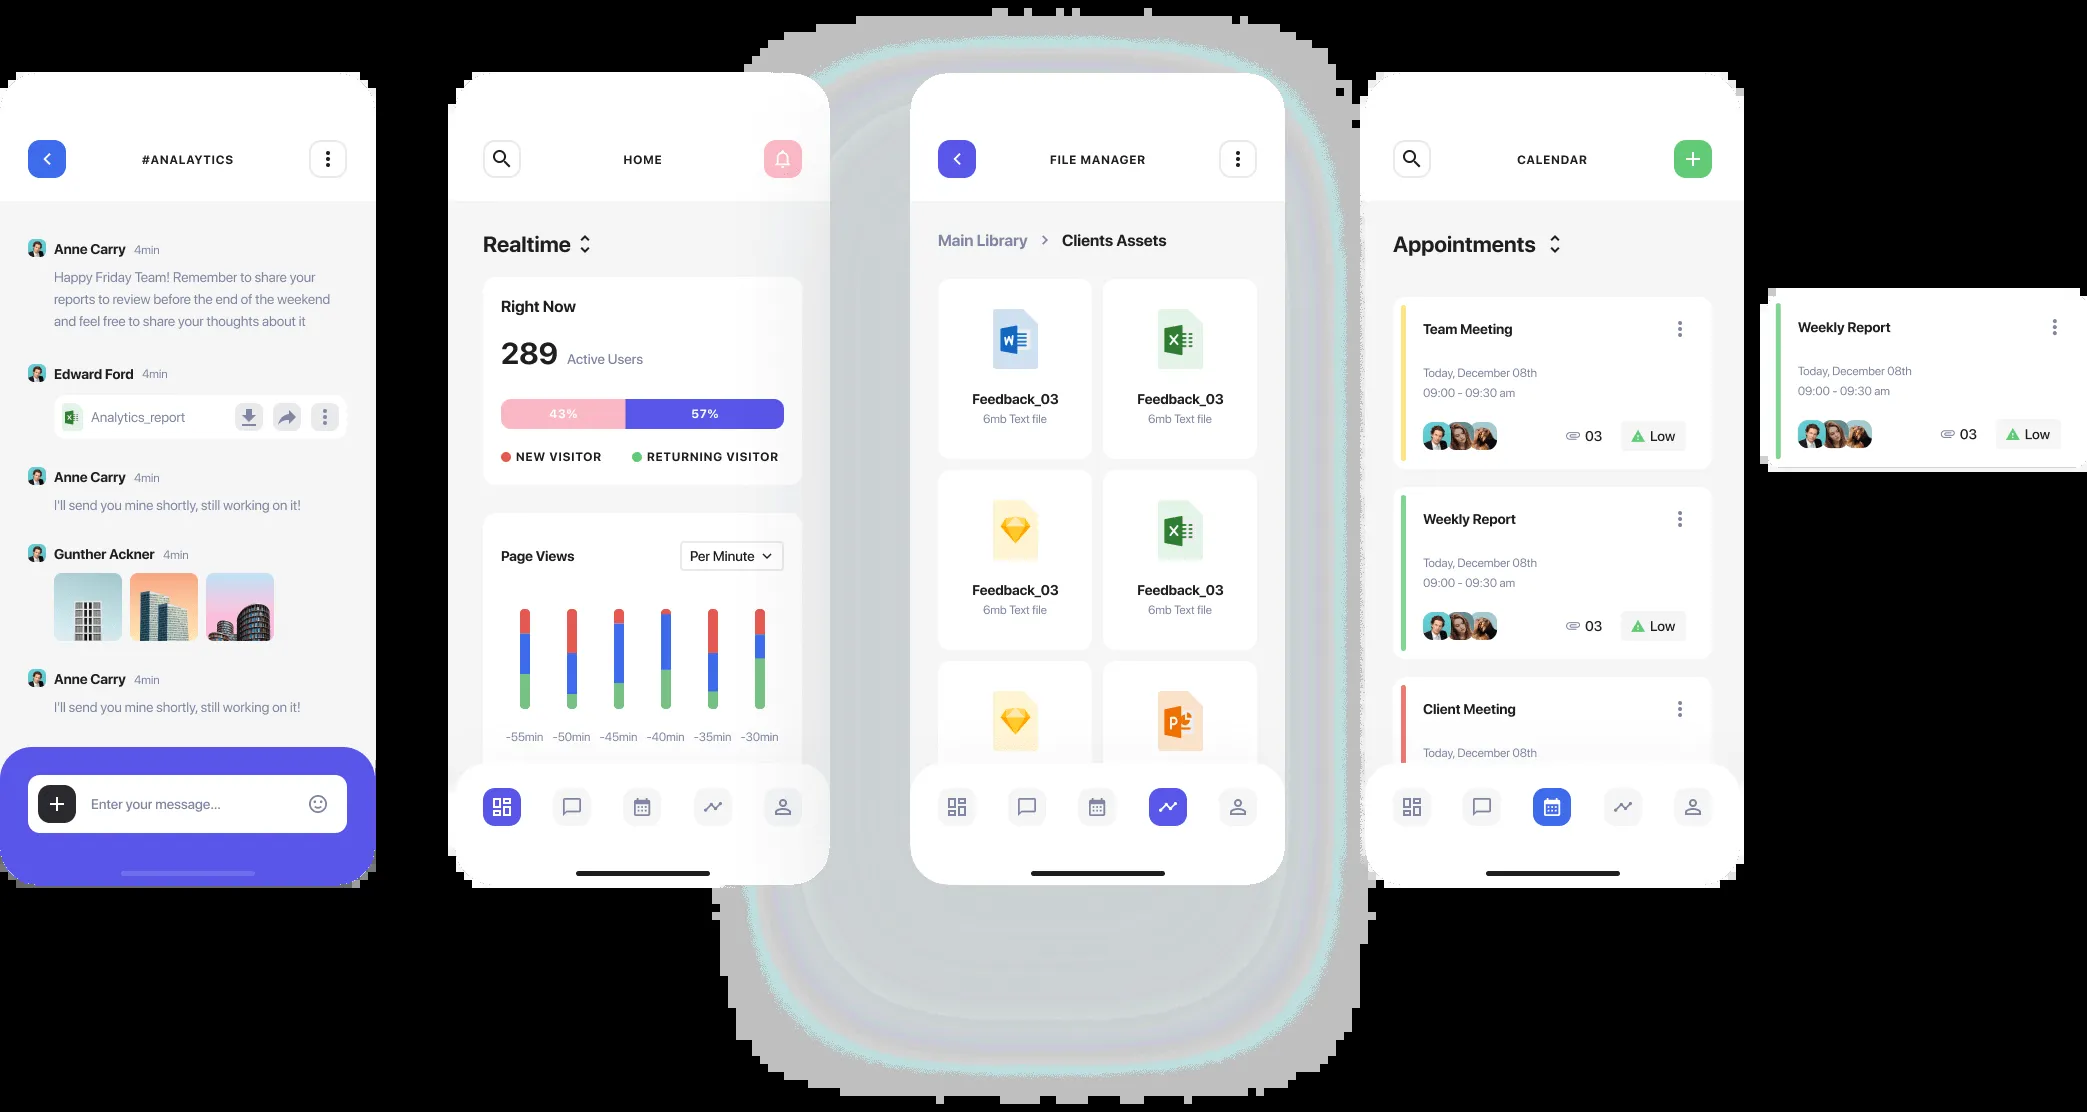 #ANALAYTICS
Anne Carry 4min
Happy Friday Team! Remember to share your
reports to review before the end of the weekend
and feel free to share your thoughts about it
Edward Ford 4min
Analytics_report
Anne Carry 4min
I'll send you mine shortly, still working on it!
Gunther Ackner 4min
Anne Carry 4min
I'll send you mine shortly, still working on it!
Enter your message...
HOME
Realtime
Right Now
289 Active Users
43% 57%
NEW VISITOR RETURNING VISITOR
Page Views Per Minute
-55min -50min -45min -40min -35min -30min
FILE MANAGER
Main Library > Clients Assets
W X
Feedback_03 Feedback_03
6mb Text file 6mb Text file
X
Feedback_03 Feedback_03
6mb Text file 6mb Text file
P
CALENDAR
Appointments
Team Meeting
Today, December 08th
09:00 - 09:30 am
03 Low
Weekly Report
Today, December 08th
09:00 - 09:30 am
03 Low
Client Meeting
Today, December 08th
Weekly Report
Today, December 08th
09:00 - 09:30 am
03 Low